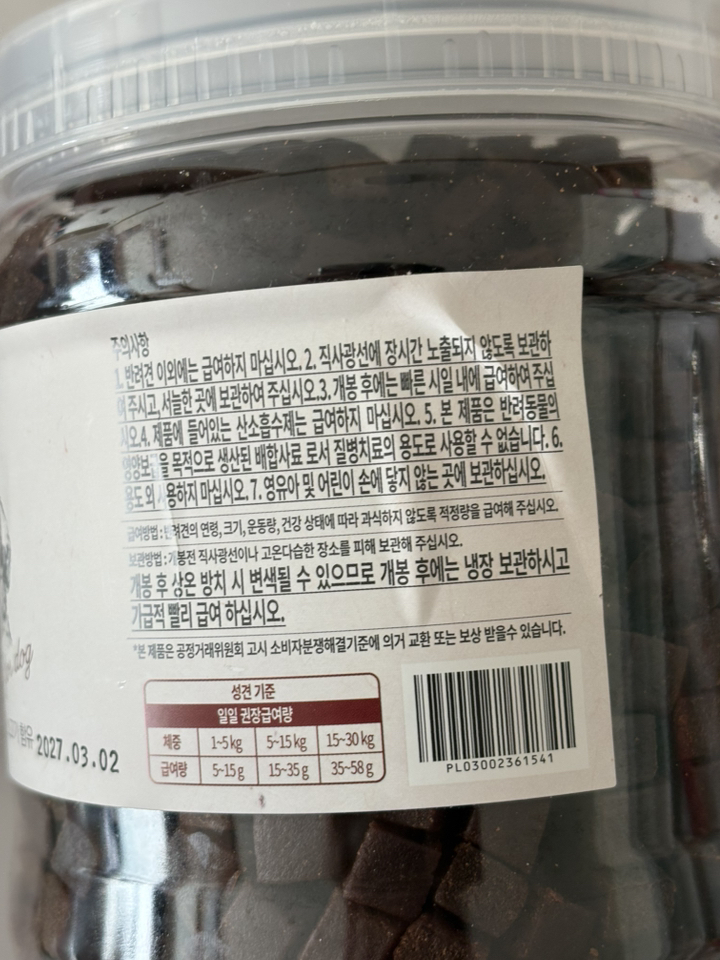 주의사항
1. 반려견 이외에는 급여하지 마십시오. 2. 직사광선에 장시간 노출되지 않도록 보관하
여 주시고, 서늘한 곳에 보관하여 주십시오.3. 개봉 후에는 빠른 시일 내에 급여하여 주십
시오.4. 제품에 들어있는 산소흡수제는 급여하지 마십시오. 5. 본 제품은 반려동물의
영양보충을 목적으로 생산된 배합사료 로서 질병치료의 용도로 사용할 수 없습니다. 6.
용도 외 사용하지 마십시오. 7. 영유아 및 어린이 손에 닿지 않는 곳에 보관하십시오.
급여방법 : 반려견의 연령, 크기, 운동량, 건강 상태에 따라 과식하지 않도록 적정량을 급여해 주십시오.
보관방법 : 개봉전 직사광선이나 고온다습한 장소를 피해 보관해 주십시오.
개봉 후 상온 방치 시 변색될 수 있으므로 개봉 후에는 냉장 보관하시고
가급적 빨리 급여 하십시오.
*본 제품은 공정거래위원회 고시 소비자분쟁해결기준에 의거 교환 또는 보상 받을수 있습니다.
dog
성견 기준
일일 권장급여량
체중 1~5 kg 5~15 kg 15~30 kg
급여량 5~15 g 15~35 g 35~58 g
함유 2027.03.02
PL03002361541